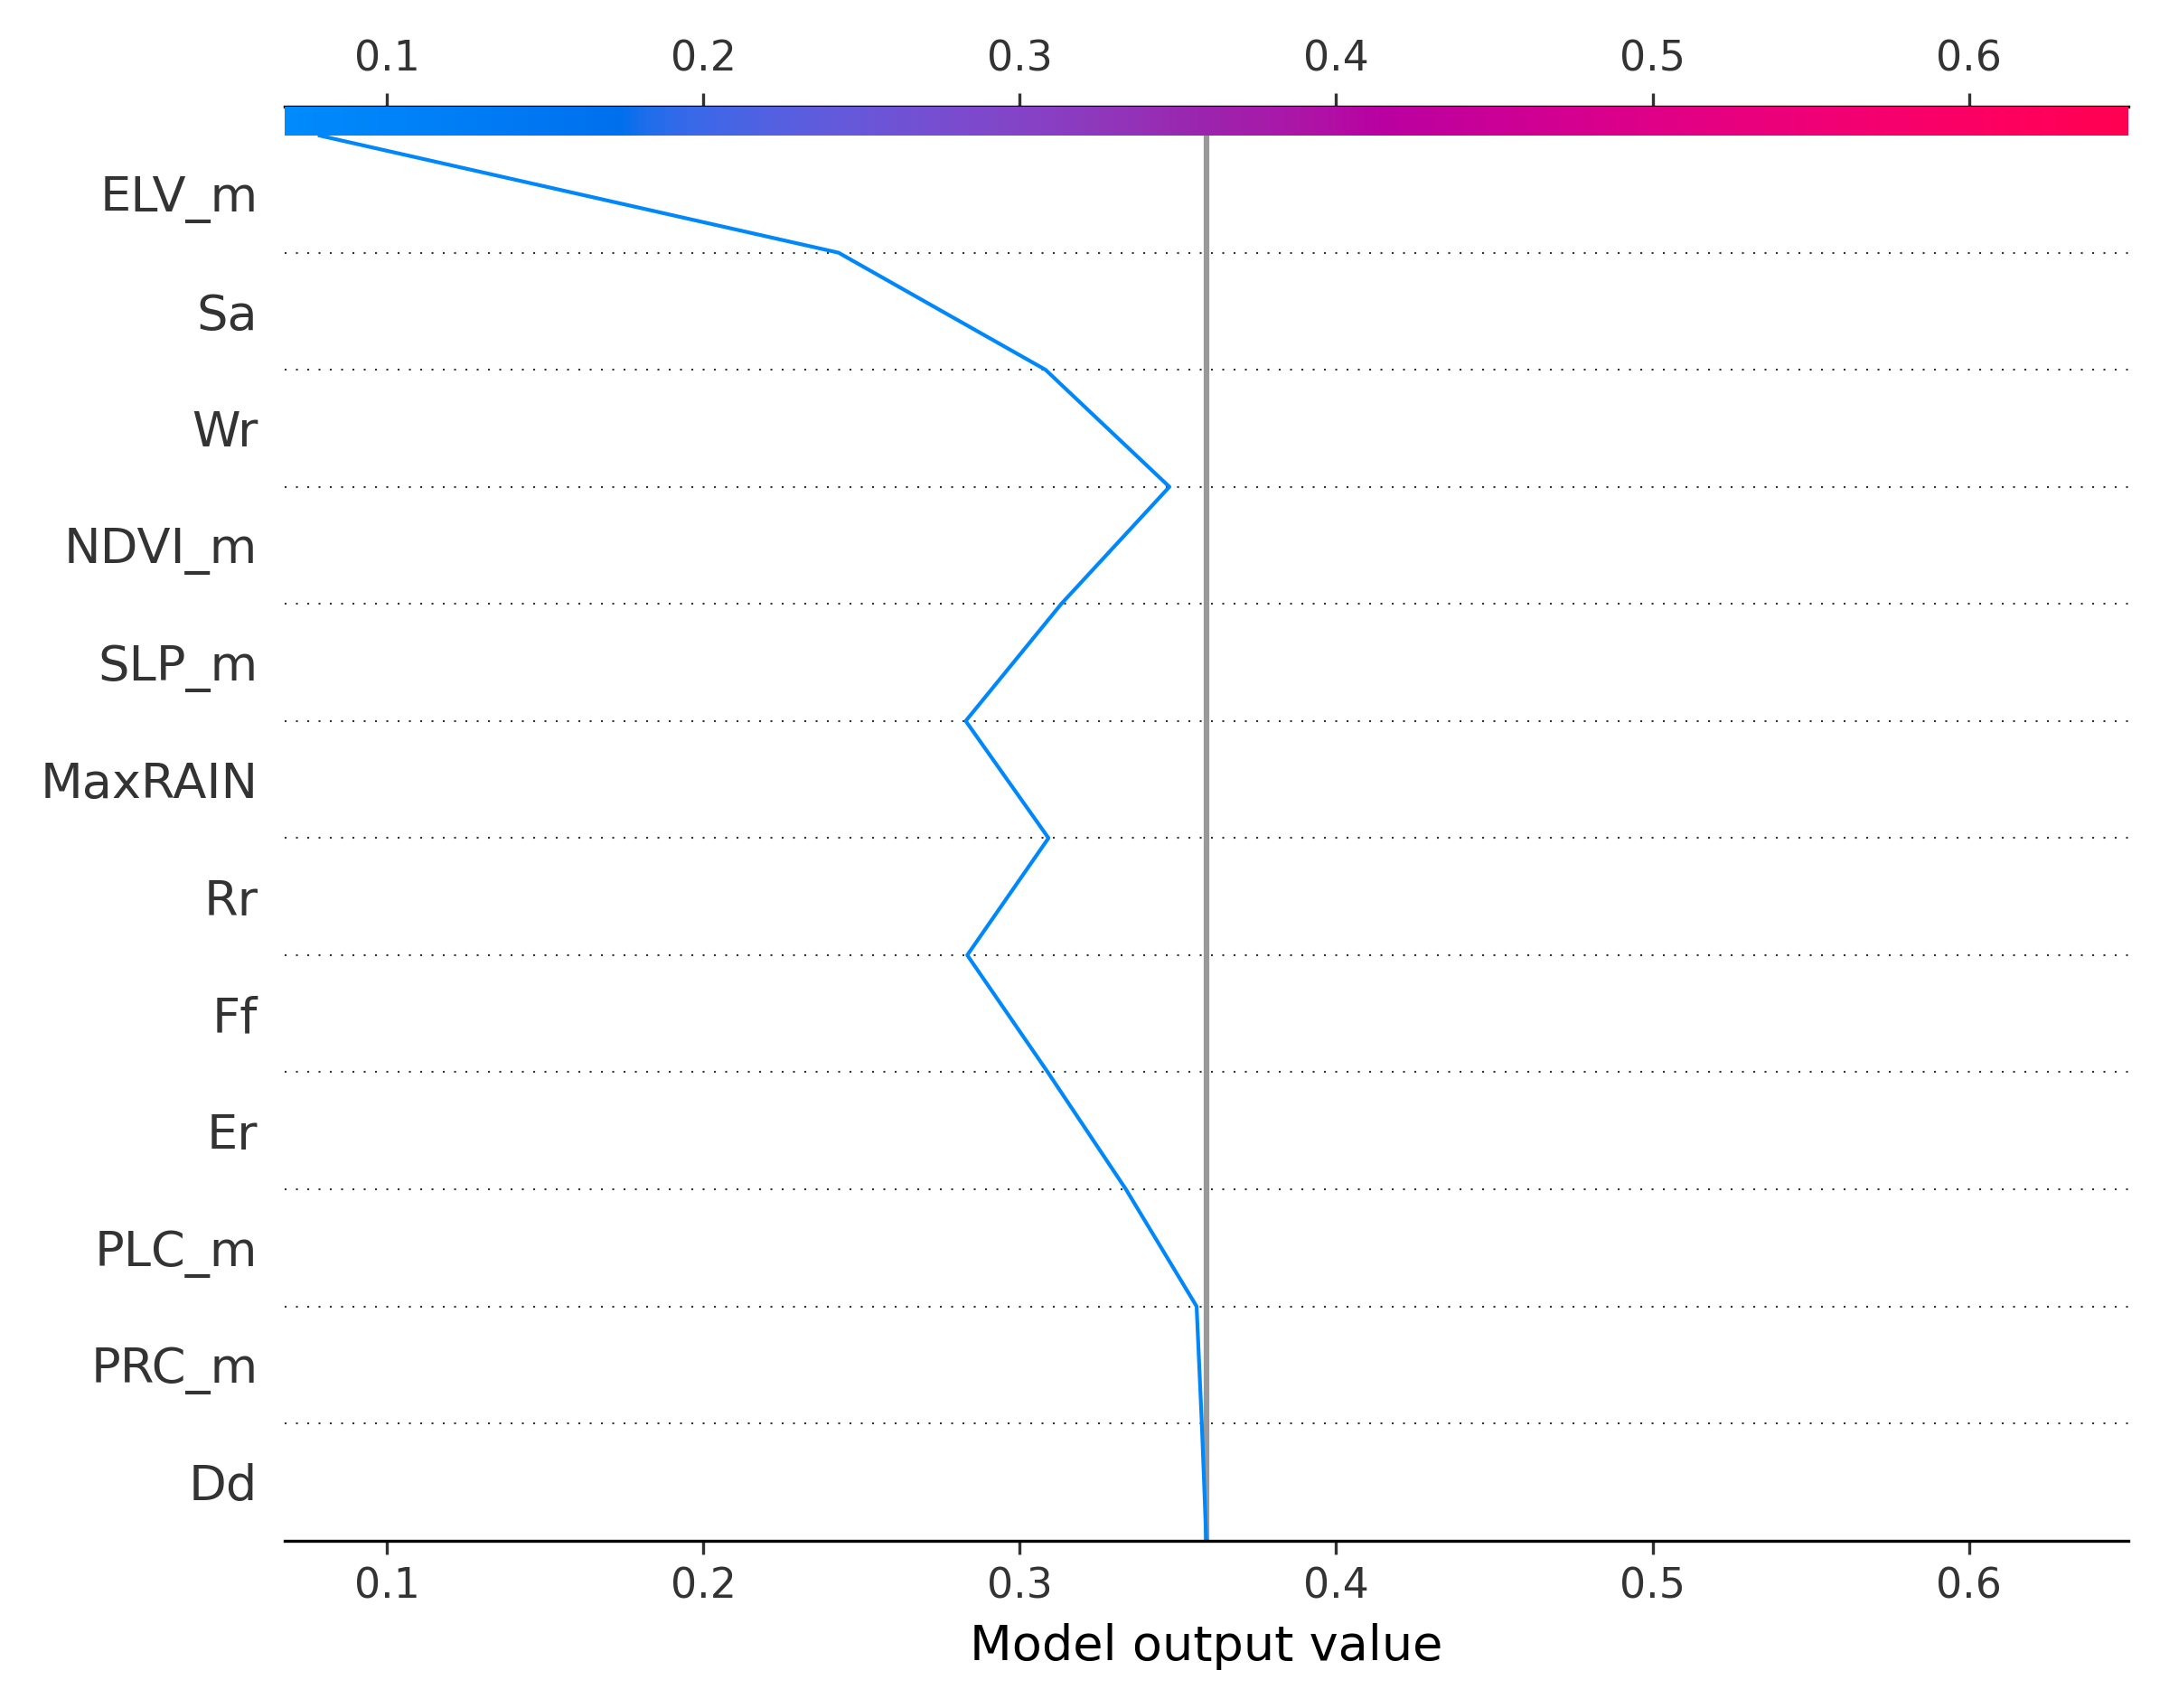 0.1 0.2 0.3 0.4 0.5 0.6
ELV_m
Sa
Wr
NDVI_m
SLP_m
MaxRAIN
Rr
Ff
Er
PLC_m
PRC_m
Dd
0.1 0.2 0.3 0.4 0.5 0.6
Model output value